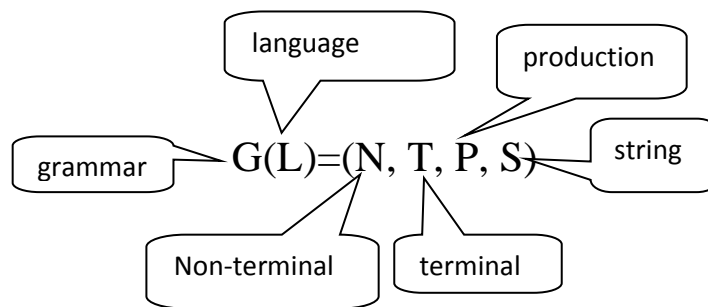 language
production
grammar
G(L)=(N, T, P, S)
string
Non-terminal
terminal